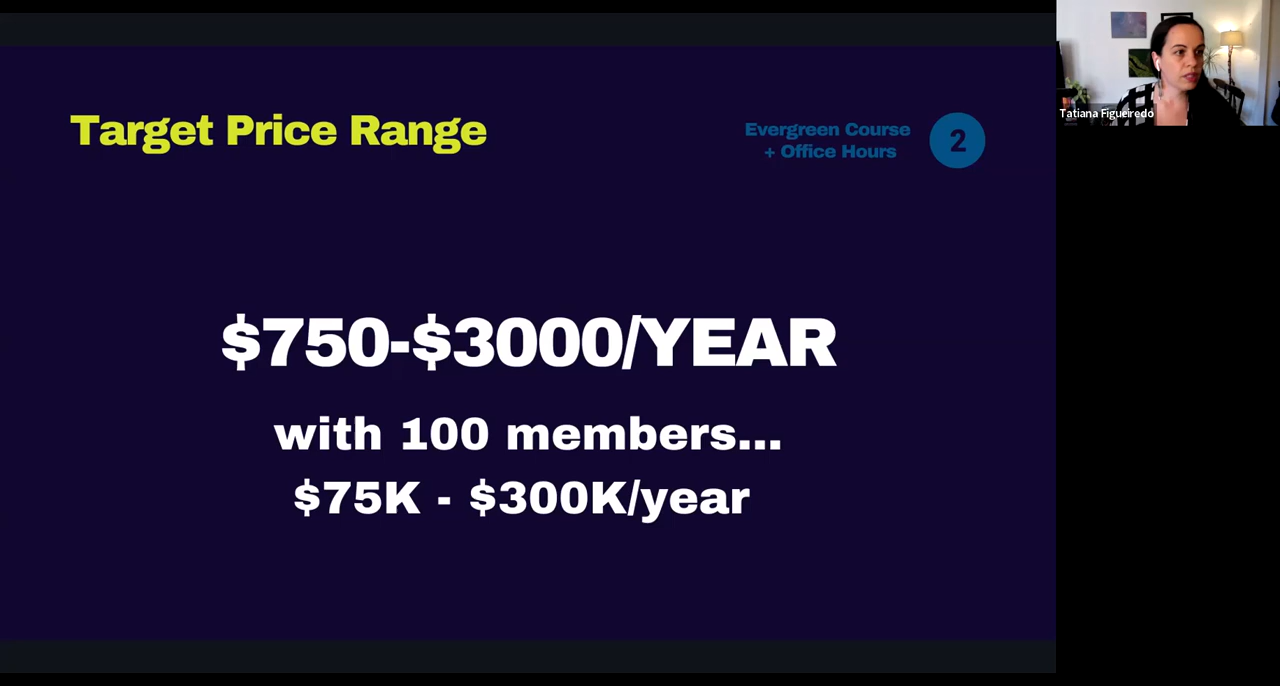 Target Price Range
Evergreen Course
+ Office Hours
2
$750-$3000/YEAR
with 100 members...
$75K - $300K/year
Tatiana Figueiredo